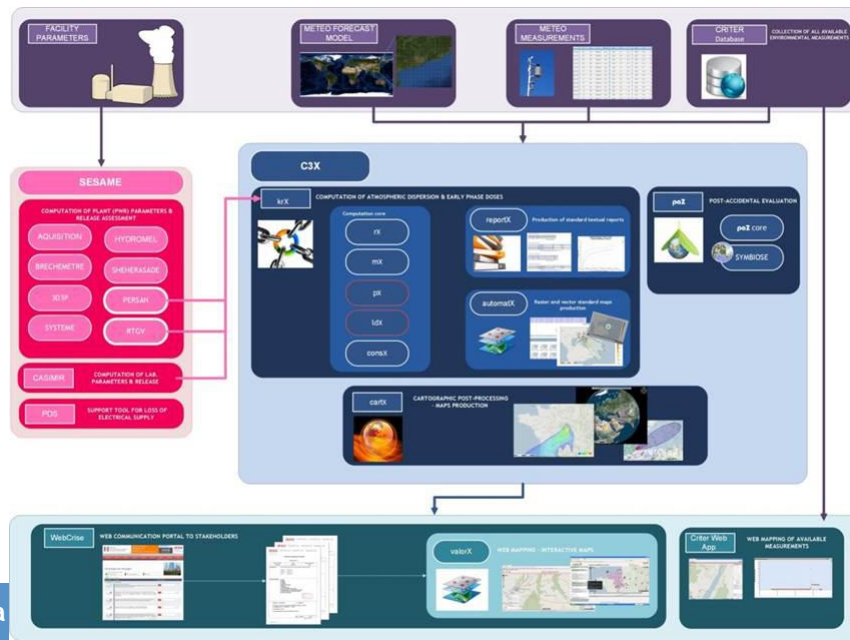 FACILITY
PARAMETERS
METEO FORECAST
MODEL
METEO
MEASUREMENTS
CRITER
Database
COLLECTION OF ALL AVAILABLE
ENVIRONMENTAL MEASUREMENTS
SESAME
COMPUTATION OF PLANT (PWR) PARAMETERS &
RELEASE ASSESSMENT
AQUISITION
HYDROMEL
BRECHEMETRE
SHEHERASADE
3D3P
PERSAN
SYSTEME
RTGV
CASIMIR
COMPUTATION OF LAB.
PARAMETERS & RELEASE
PDS
SUPPORT TOOL FOR LOSS OF
ELECTRICAL SUPPLY
C3X
krX
COMPUTATION OF ATMOSPHERIC DISPERSION & EARLY PHASE DOSES
Computation core
rX
mX
pX
ldX
consX
reportX
Production of standard textual reports
automatX
Raster and vector standard maps
production
paZ
POST-ACCIDENTAL EVALUATION
paZ core
SYMBIOSE
cartX
CARTOGRAPHIC POST-PROCESSING
- MAPS PRODUCTION
WebCrise
WEB COMMUNICATION PORTAL TO STAKEHOLDERS
valorX
WEB MAPPING - INTERACTIVE MAPS
Criter Web
App
WEB MAPPING OF AVAILABLE
MEASUREMENTS
a